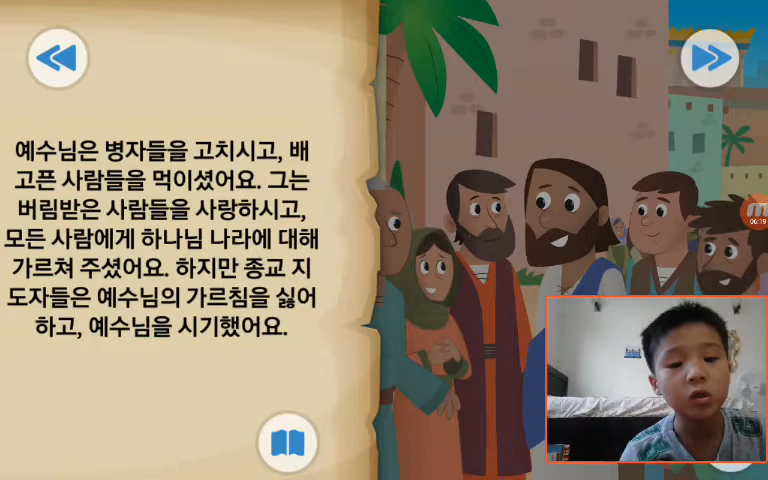 예수님은 병자들을 고치시고, 배
고픈 사람들을 먹이셨어요. 그는
버림받은 사람들을 사랑하시고,
모든 사람에게 하나님 나라에 대해
가르쳐 주셨어요. 하지만 종교 지
도자들은 예수님의 가르침을 싫어
하고, 예수님을 시기했어요.
06:19